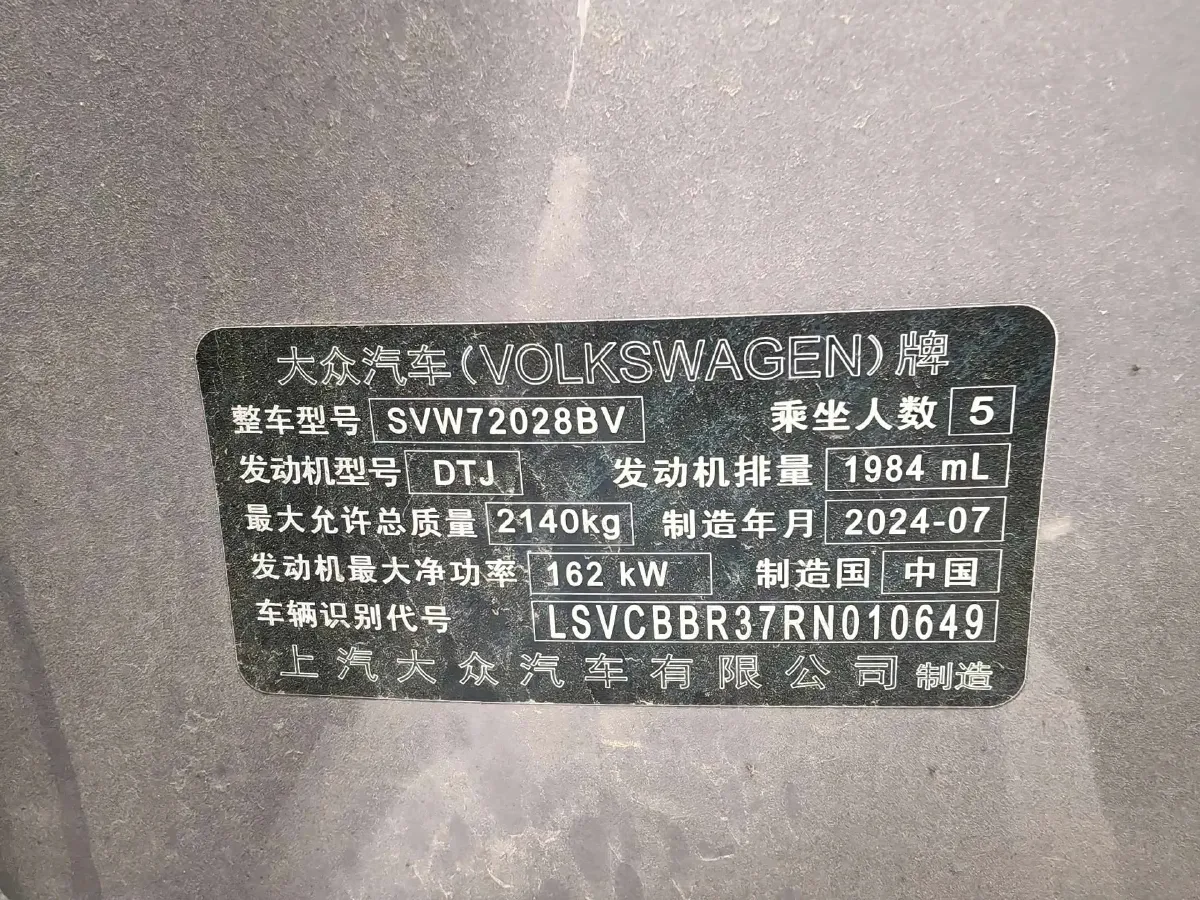 大众汽车(VOLKSWAGEN)牌
整车型号 SVW72028BV 乘坐人数 5
发动机型号 DTJ 发动机排量 1984 mL
最大允许总质量 2140kg 制造年月 2024-07
发动机最大净功率 162 kW 制造国 中国
车辆识别代号 LSVCBBR37RN010649
上汽大众汽车有限公司 制造